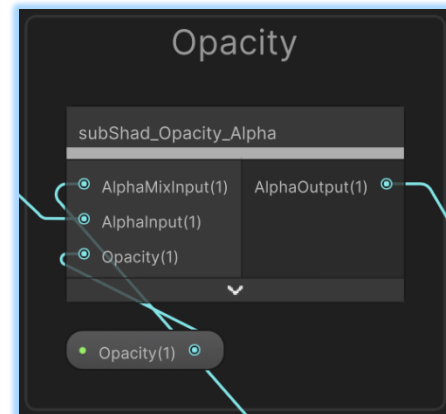 Opacity
subShad_Opacity_Alpha
AlphaMixInput(1) AlphaOutput(1)
AlphaInput(1)
Opacity(1)
Opacity(1)